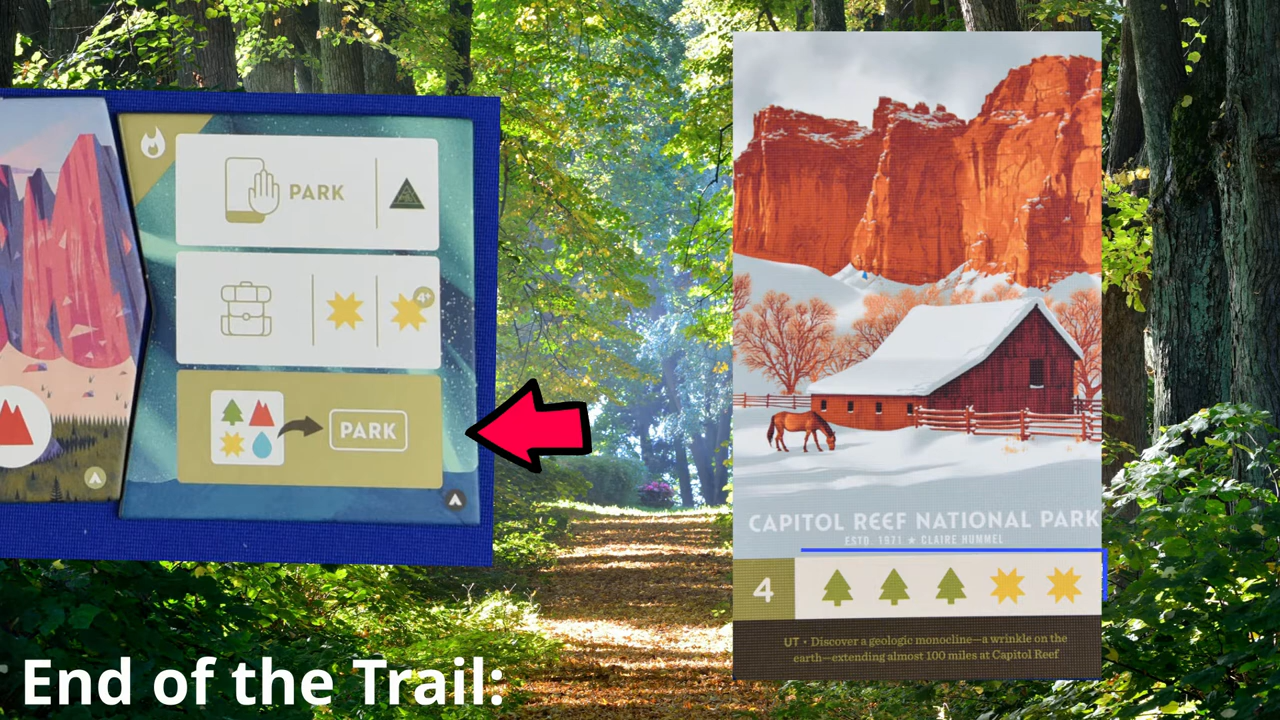 PARK
4+
PARK
CAPITOL REEF NATIONAL PARK
ESTD. 1971 ★ CLAIRE HUMMEL
4
UT • Discover a geologic monocline—a wrinkle on the
earth—extending almost 100 miles at Capitol Reef
End of the Trail: